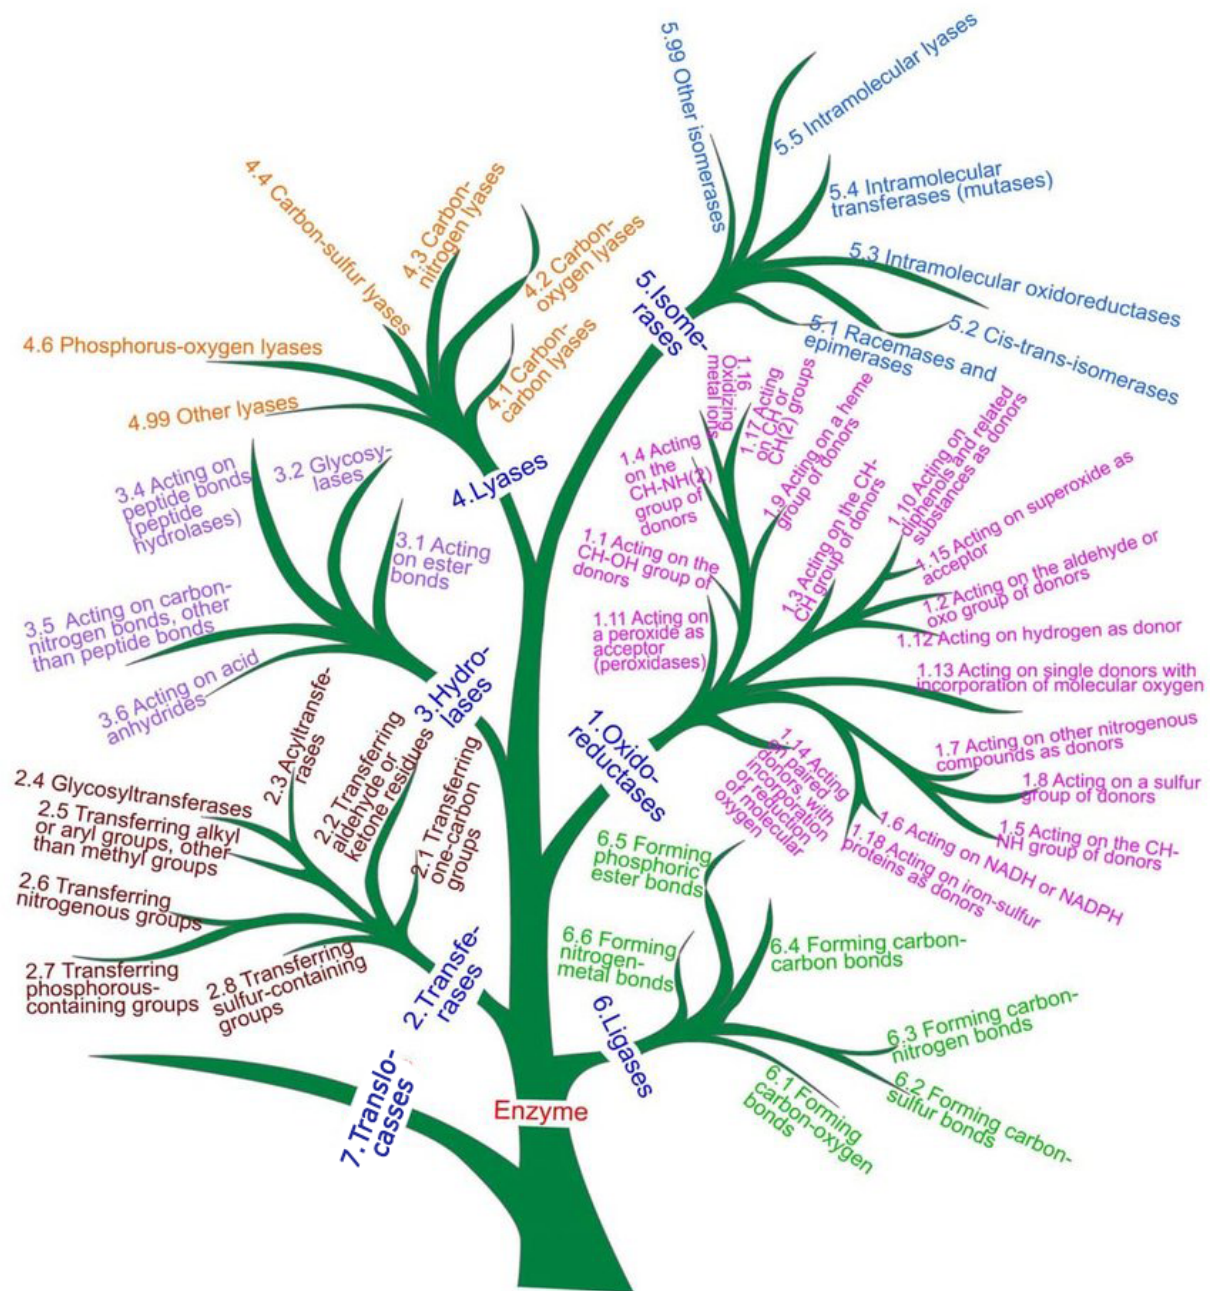 5.99 Other isomerases
5.5 Intramolecular lyases
5.4 Intramolecular
transferases (mutases)
5.3 Intramolecular oxidoreductases
5.2 Cis-trans-isomerases
5.1 Racemases and
epimerases
5.Isome-
rases
4.4 Carbon-sulfur lyases
4.3 Carbon-
nitrogen lyases
4.2 Carbon-
oxygen lyases
4.1 Carbon-
carbon lyases
4.6 Phosphorus-oxygen lyases
4.99 Other lyases
4.Lyases
3.4 Acting on
peptide bonds
(peptide
hydrolases)
3.2 Glycosy-
lases
3.1 Acting
on ester
bonds
3.5 Acting on carbon-
nitrogen bonds, other
than peptide bonds
3.6 Acting on acid
anhydrides
3.Hydro-
lases
1.16
Oxidizing
metal ions
1.17 Acting
on CH or
CH(2) groups
1.4 Acting
on the
CH-NH(2)
group of
donors
1.9 Acting on a heme
group of donors
1.1 Acting on the
CH-OH group of
donors
1.3 Acting on the CH-
CH group of donors
1.10 Acting on
diphenols and related
substances as donors
1.15 Acting on superoxide as
acceptor
1.2 Acting on the aldehyde or
oxo group of donors
1.12 Acting on hydrogen as donor
1.11 Acting on
a peroxide as
acceptor
(peroxidases)
1.13 Acting on single donors with
incorporation of molecular oxygen
1.7 Acting on other nitrogenous
compounds as donors
1.8 Acting on a sulfur
group of donors
1.5 Acting on the CH-
NH group of donors
1.6 Acting on NADH or NADPH
1.18 Acting on iron-sulfur
proteins as donors
1.14 Acting
on paired
donors, with
incorporation
or reduction
of molecular
oxygen
1.Oxido-
reductases
2.3 Acyltransfe-
rases
2.2 Transferring
aldehyde or
ketone residues
2.1 Transferring
one-carbon
groups
2.4 Glycosyltransferases
2.5 Transferring alkyl
or aryl groups, other
than methyl groups
2.6 Transferring
nitrogenous groups
2.7 Transferring
phosphorous-
containing groups
2.8 Transferring
sulfur-containing
groups
2.Transfe-
rases
6.5 Forming
phosphoric
ester bonds
6.6 Forming
nitrogen-
metal bonds
6.4 Forming carbon-
carbon bonds
6.3 Forming carbon-
nitrogen bonds
6.2 Forming carbon-
sulfur bonds
6.1 Forming
carbon-oxygen
bonds
6.Ligases
7.Translo-
casses
Enzyme